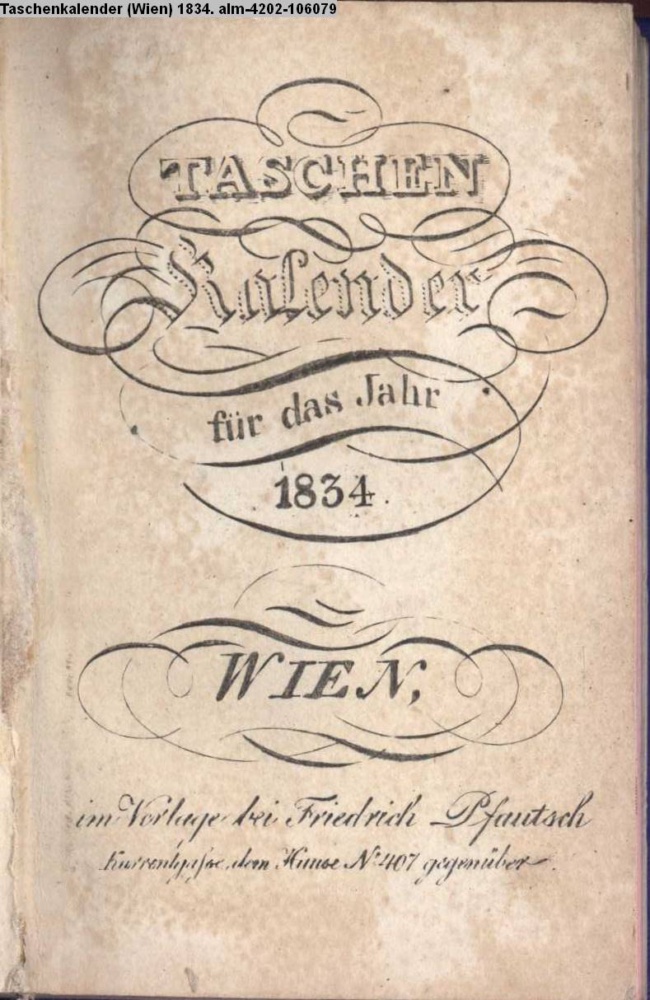 Taschenkalender (Wien) 1834. alm-4202-106079
TASCHEN
Kalender
für das Jahr
1834.
WIEN,
im Verlage bei Friedrich Pfautsch
Kurrentgasse, dem Hause No 407 gegenüber.